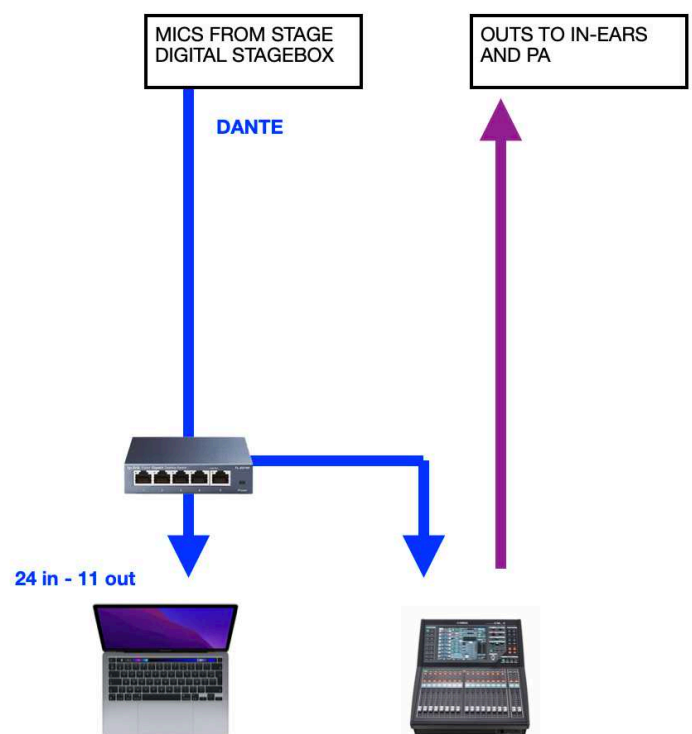 MICS FROM STAGE
DIGITAL STAGEBOX
OUTS TO IN-EARS
AND PA
DANTE
24 in - 11 out